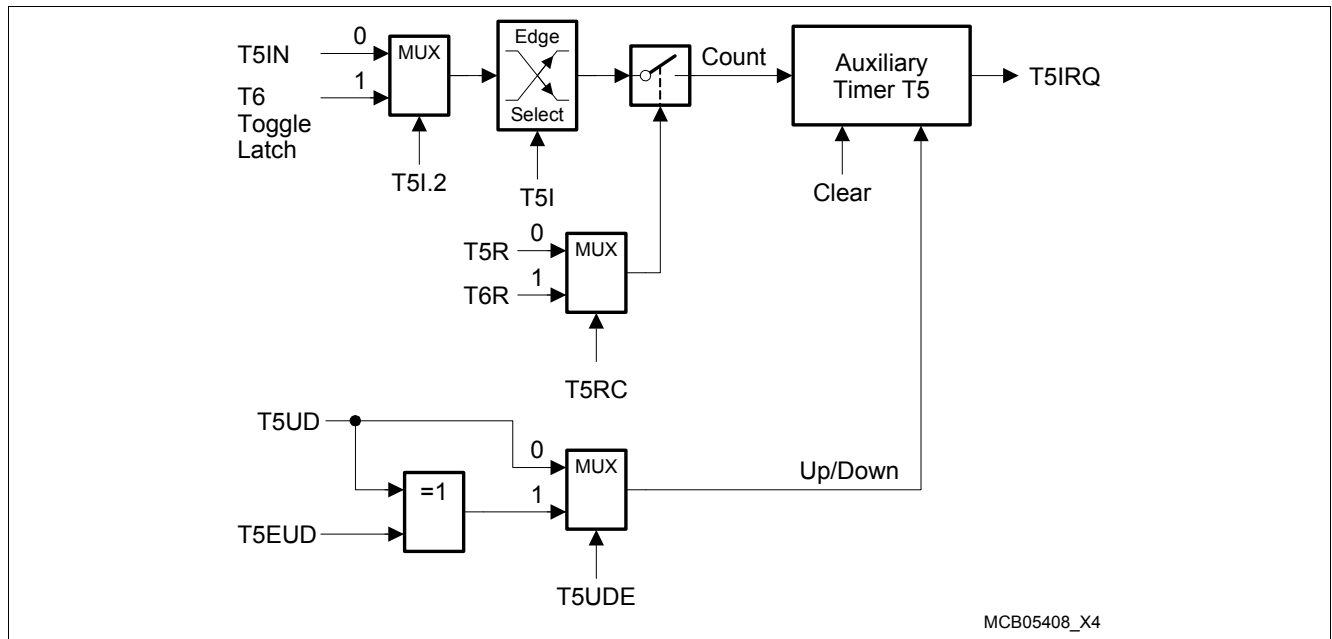 T5IN
0
MUX
T6
Toggle
Latch
1
T5I.2
Edge
Select
T5I
Count
Auxiliary
Timer T5
T5IRQ
Clear
T5R
0
MUX
T6R
1
T5RC
T5UD
0
MUX
Up/Down
=1
1
T5EUD
T5UDE
MCB05408_X4